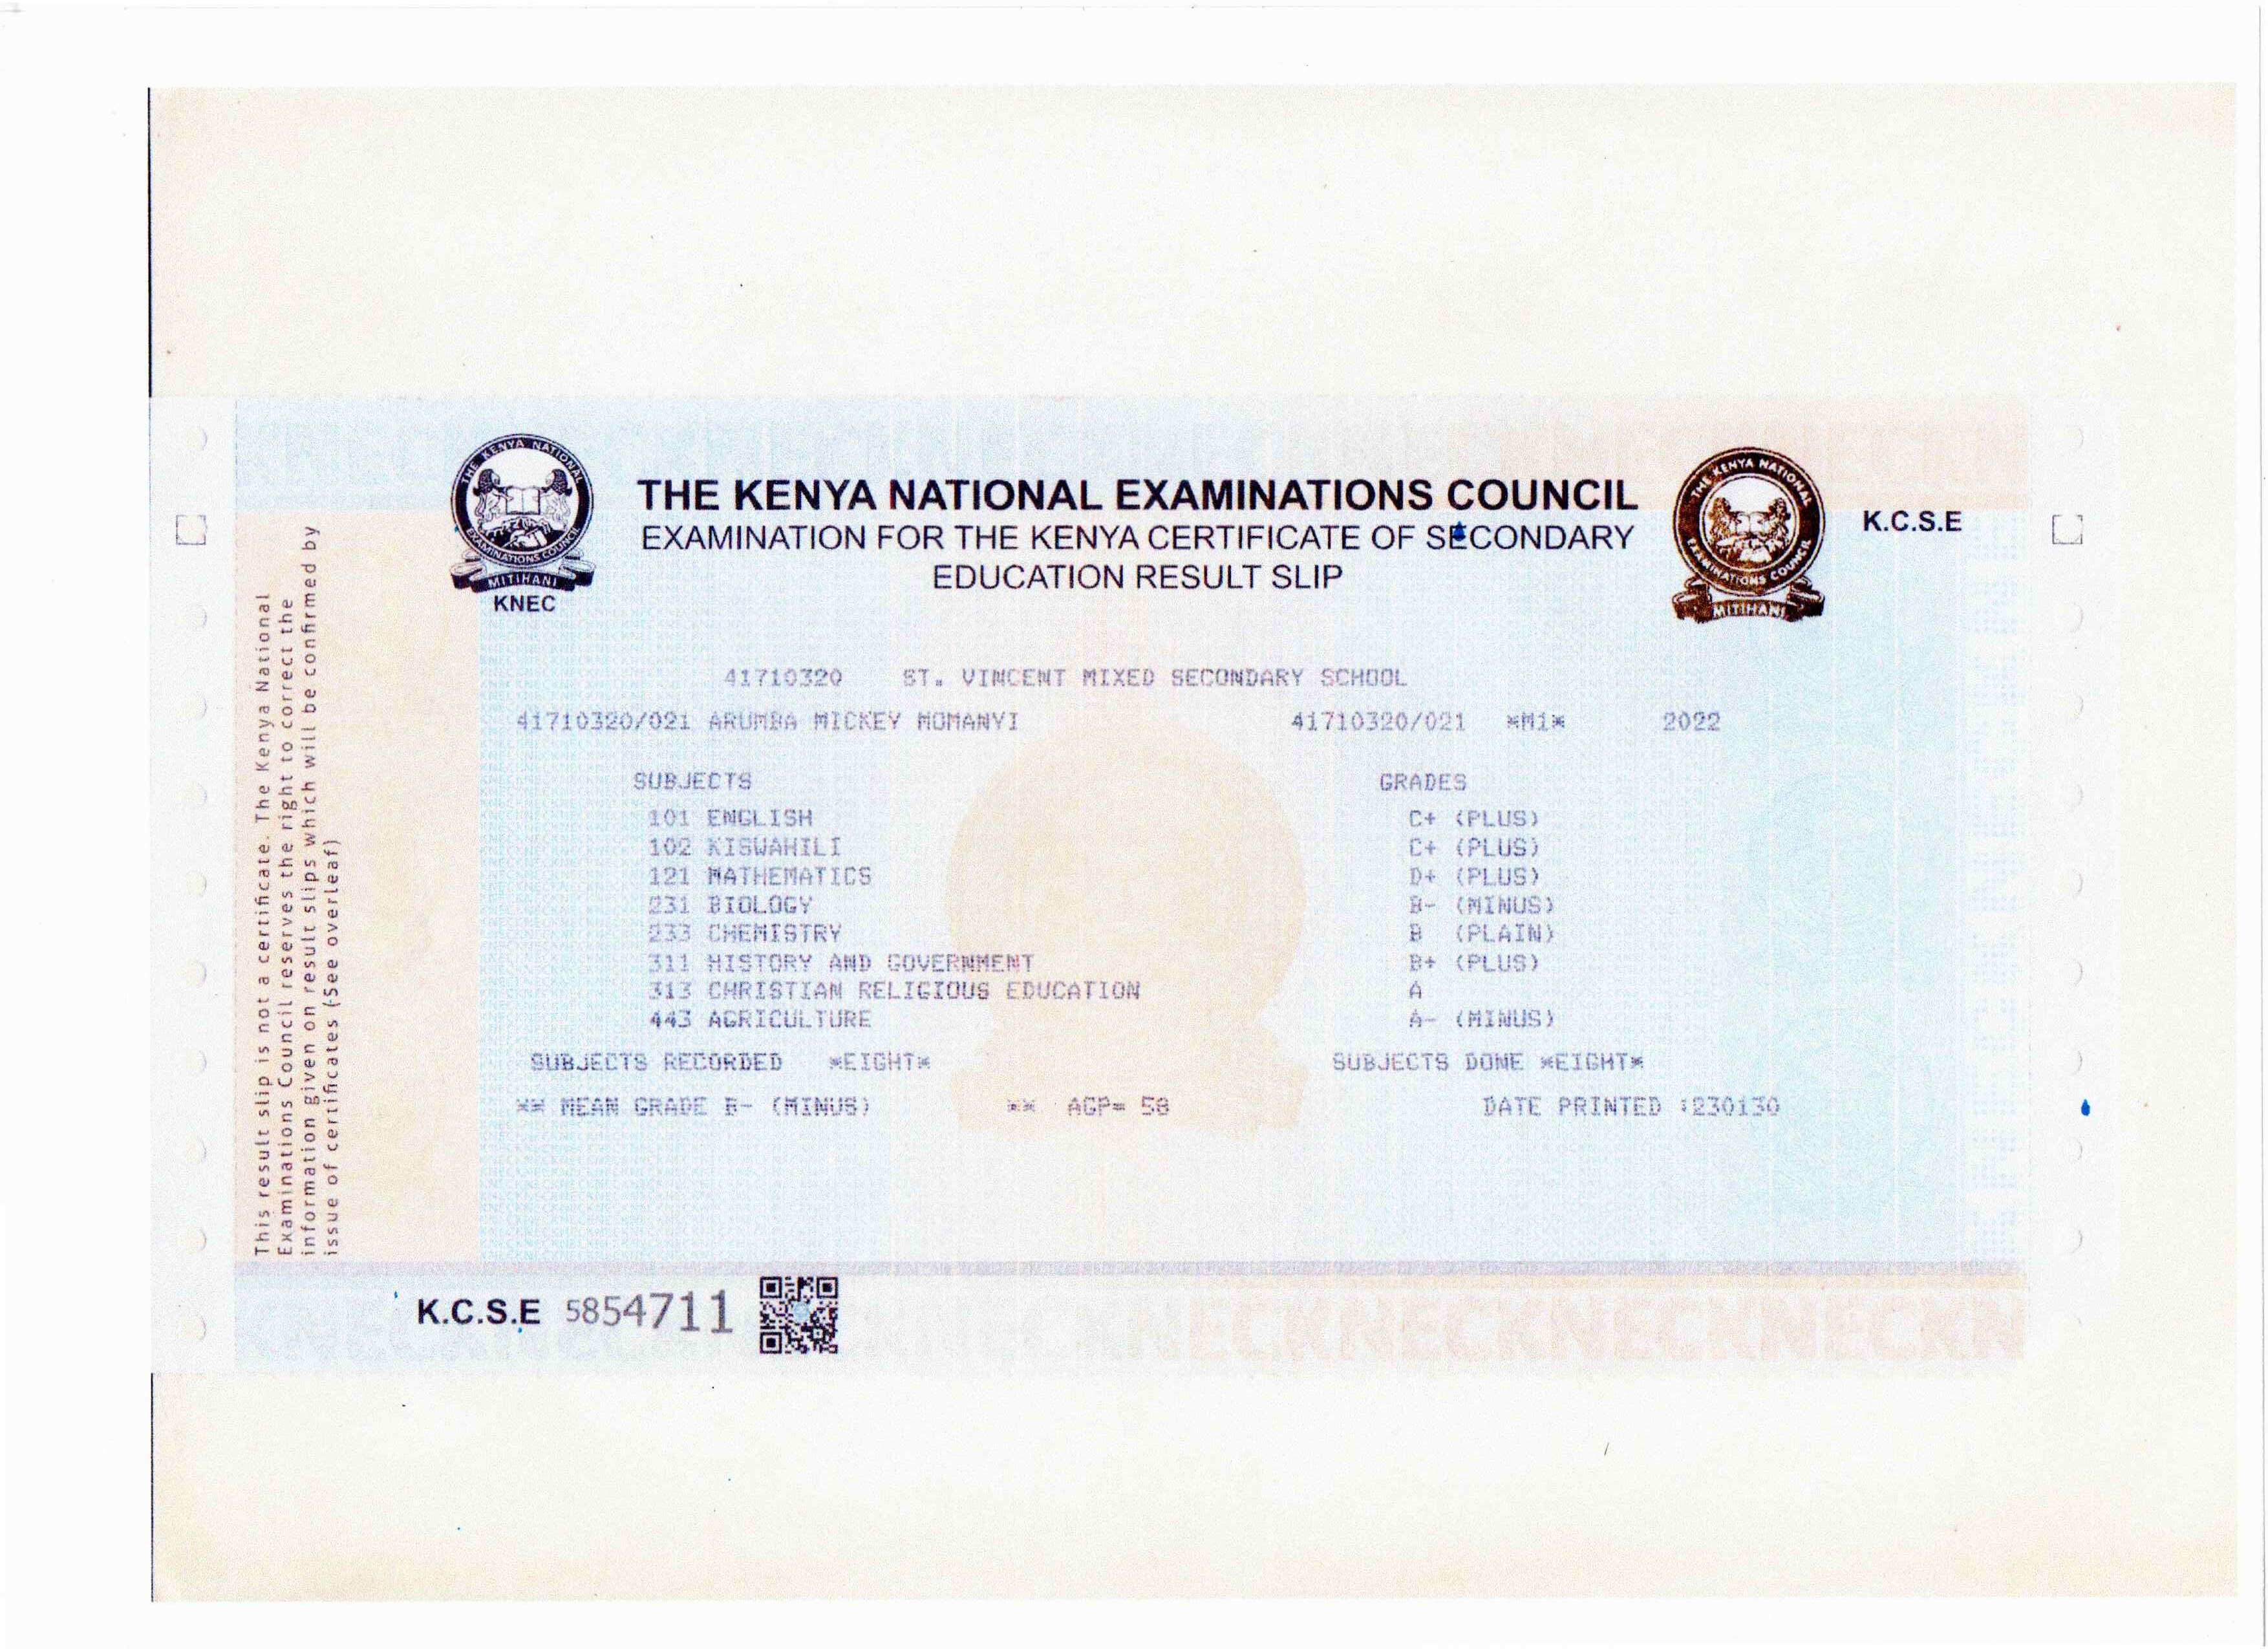 THE KENYA NATIONAL EXAMINATIONS COUNCIL
EXAMINATION FOR THE KENYA CERTIFICATE OF SECONDARY
EDUCATION RESULT SLIP
THE KENYA NATIONAL
EXAMINATIONS COUNCIL
MITIHANI
KNEC
THE KENYA NATIONAL
EXAMINATIONS COUNCIL
MITIHANI
K.C.S.E
This result slip is not a certificate. The Kenya National
Examinations Council reserves the right to correct the
information given on result slips which will be confirmed by
issue of certificates (See overleaf)
41710320 ST. VINCENT MIXED SECONDARY SCHOOL
41710320/021 ARUMBA MICKEY MOMANYI 41710320/021 *M1* 2022
SUBJECTS GRADES
101 ENGLISH C+ (PLUS)
102 KISWAHILI C+ (PLUS)
121 MATHEMATICS D+ (PLUS)
231 BIOLOGY B- (MINUS)
233 CHEMISTRY B (PLAIN)
311 HISTORY AND GOVERNMENT B+ (PLUS)
313 CHRISTIAN RELIGIOUS EDUCATION A
443 AGRICULTURE A- (MINUS)
SUBJECTS RECORDED *EIGHT* SUBJECTS DONE *EIGHT*
** MEAN GRADE B- (MINUS) ** AGP= 58 DATE PRINTED :230130
K.C.S.E 5854711